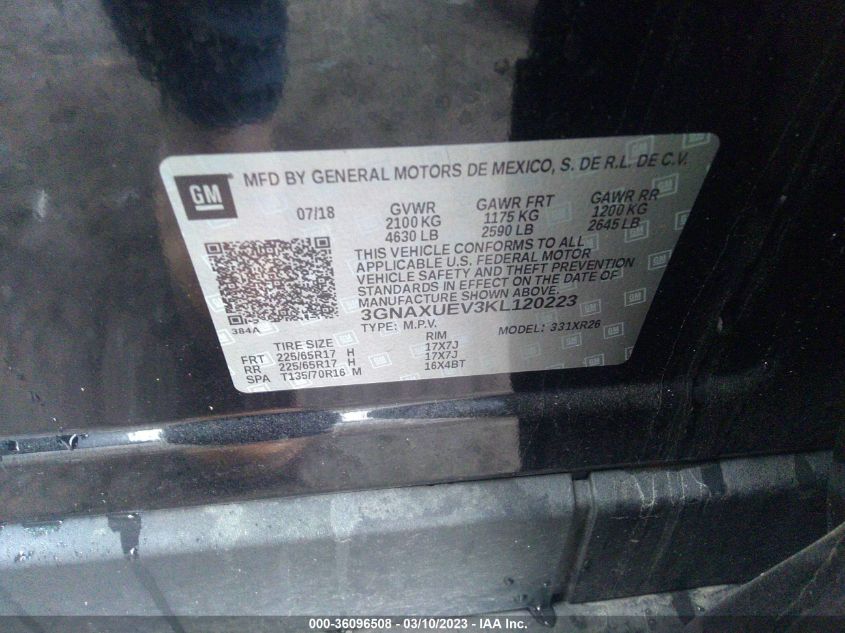 GM
MFD BY GENERAL MOTORS DE MEXICO, S. DE R.L. DE C.V.
07/18 GVWR GAWR FRT GAWR RR
2100 KG 1175 KG 1200 KG
4630 LB 2590 LB 2645 LB
THIS VEHICLE CONFORMS TO ALL
APPLICABLE U.S. FEDERAL MOTOR
VEHICLE SAFETY AND THEFT PREVENTION
STANDARDS IN EFFECT ON THE DATE OF
MANUFACTURE SHOWN ABOVE.
3GNAXUEV3KL120223
384A
TYPE: M.P.V. MODEL: 331XR26
TIRE SIZE RIM
FRT 225/65R17 H 17X7J
RR 225/65R17 H 17X7J
SPA T135/70R16 M 16X4BT
000-36096508 - 03/10/2023 - IAA Inc.